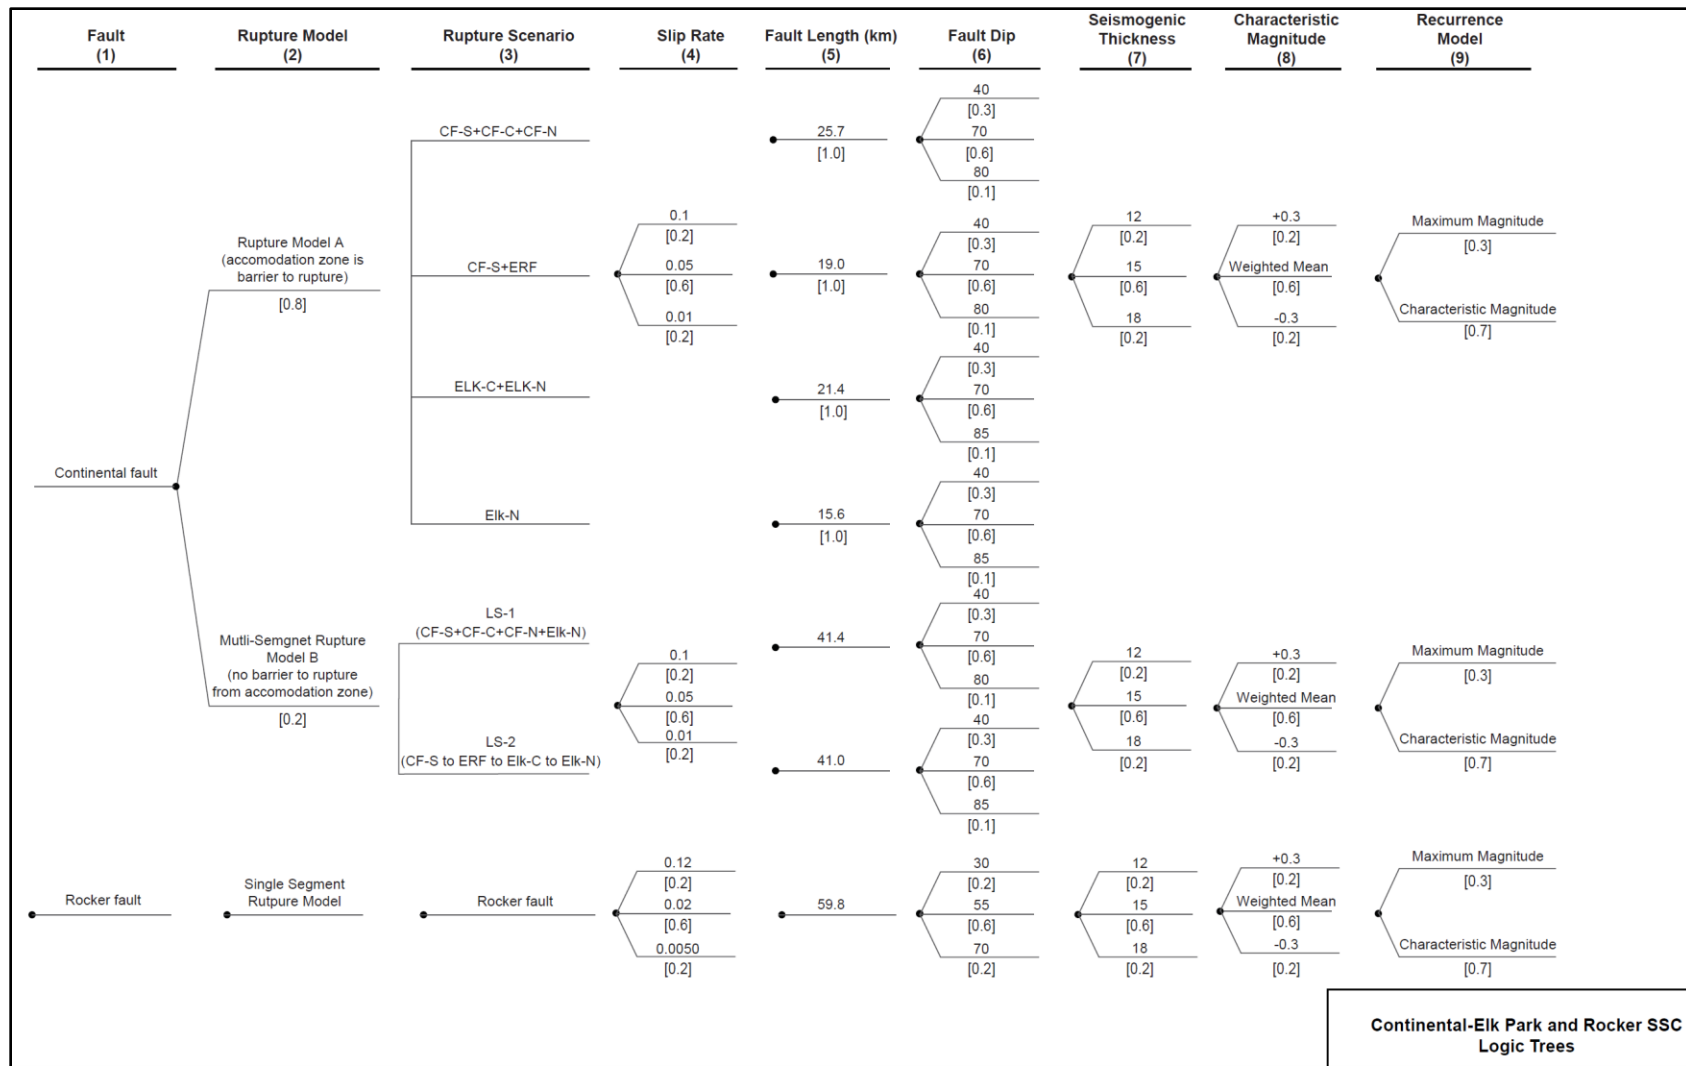 Fault
(1)
Rupture Model
(2)
Rupture Scenario
(3)
Slip Rate
(4)
Fault Length (km)
(5)
Fault Dip
(6)
Seismogenic
Thickness
(7)
Characteristic
Magnitude
(8)
Recurrence
Model
(9)
Continental fault
Rupture Model A
(accomodation zone is
barrier to rupture)
[0.8]
CF-S+CF-C+CF-N
CF-S+ERF
ELK-C+ELK-N
Elk-N
0.1
[0.2]
0.05
[0.6]
0.01
[0.2]
25.7
[1.0]
19.0
[1.0]
21.4
[1.0]
15.6
[1.0]
40
[0.3]
70
[0.6]
80
[0.1]
40
[0.3]
70
[0.6]
80
[0.1]
40
[0.3]
70
[0.6]
85
[0.1]
40
[0.3]
70
[0.6]
85
[0.1]
12
[0.2]
15
[0.6]
18
[0.2]
+0.3
[0.2]
Weighted Mean
[0.6]
-0.3
[0.2]
Maximum Magnitude
[0.3]
Characteristic Magnitude
[0.7]
Mutli-Semgnet Rupture
Model B
(no barrier to rupture
from accomodation zone)
[0.2]
LS-1
(CF-S+CF-C+CF-N+Elk-N)
LS-2
(CF-S to ERF to Elk-C to Elk-N)
0.1
[0.2]
0.05
[0.6]
0.01
[0.2]
41.4
41.0
40
[0.3]
70
[0.6]
80
[0.1]
40
[0.3]
70
[0.6]
85
[0.1]
12
[0.2]
15
[0.6]
18
[0.2]
+0.3
[0.2]
Weighted Mean
[0.6]
-0.3
[0.2]
Maximum Magnitude
[0.3]
Characteristic Magnitude
[0.7]
Rocker fault
Single Segment
Rutpure Model
Rocker fault
0.12
[0.2]
0.02
[0.6]
0.0050
[0.2]
59.8
30
[0.2]
55
[0.6]
70
[0.2]
12
[0.2]
15
[0.6]
18
[0.2]
+0.3
[0.2]
Weighted Mean
[0.6]
-0.3
[0.2]
Maximum Magnitude
[0.3]
Characteristic Magnitude
[0.7]
Continental-Elk Park and Rocker SSC
Logic Trees